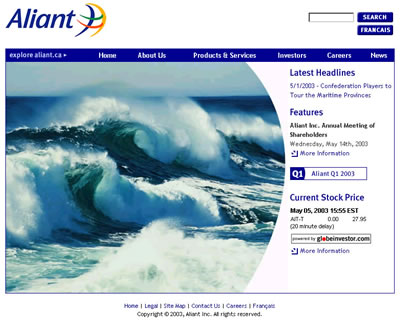 Aliant
SEARCH
FRANCAIS
explore aliant.ca
Home
About Us
Products & Services
Investors
Careers
News
Latest Headlines
5/1/2003 - Confederation Players to
Tour the Maritime Provinces
Features
Aliant Inc. Annual Meeting of
Shareholders
Wednesday, May 14th, 2003
More Information
Q1 Aliant Q1 2003
Current Stock Price
May 05, 2003 15:55 EST
AIT-T 0.00 27.95
(20 minute delay)
powered by globeinvestor.com
More Information
Home | Legal | Site Map | Contact Us | Careers | Français
Copyright © 2003, Aliant Inc. All rights reserved.